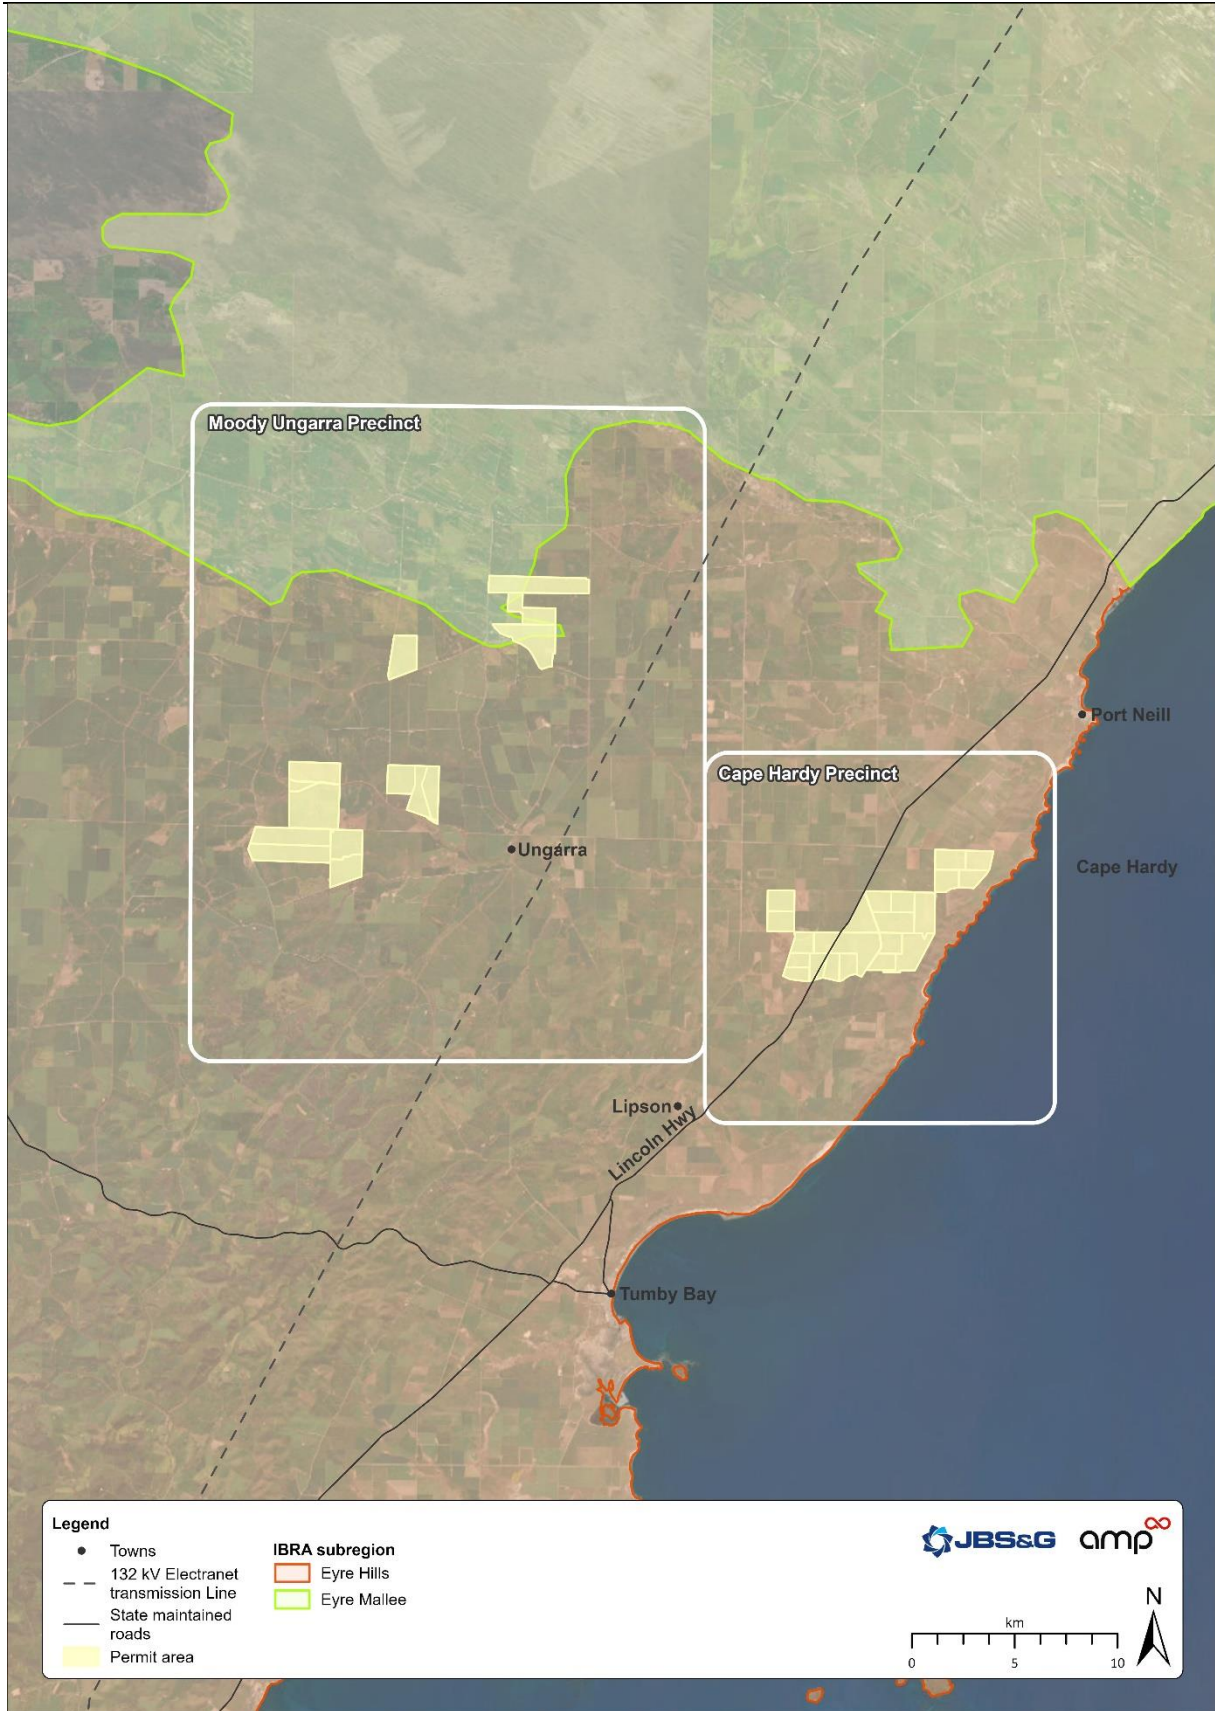 Moody Ungarra Precinct
Port Neill
Cape Hardy Precinct
Ungarra
Cape Hardy
Lipson
Lincoln Hwy
Tumby Bay
Legend
Towns
132 kV Electranet
transmission Line
State maintained
roads
Permit area
IBRA subregion
Eyre Hills
Eyre Mallee
JBS&G
amp
N
km
0 5 10